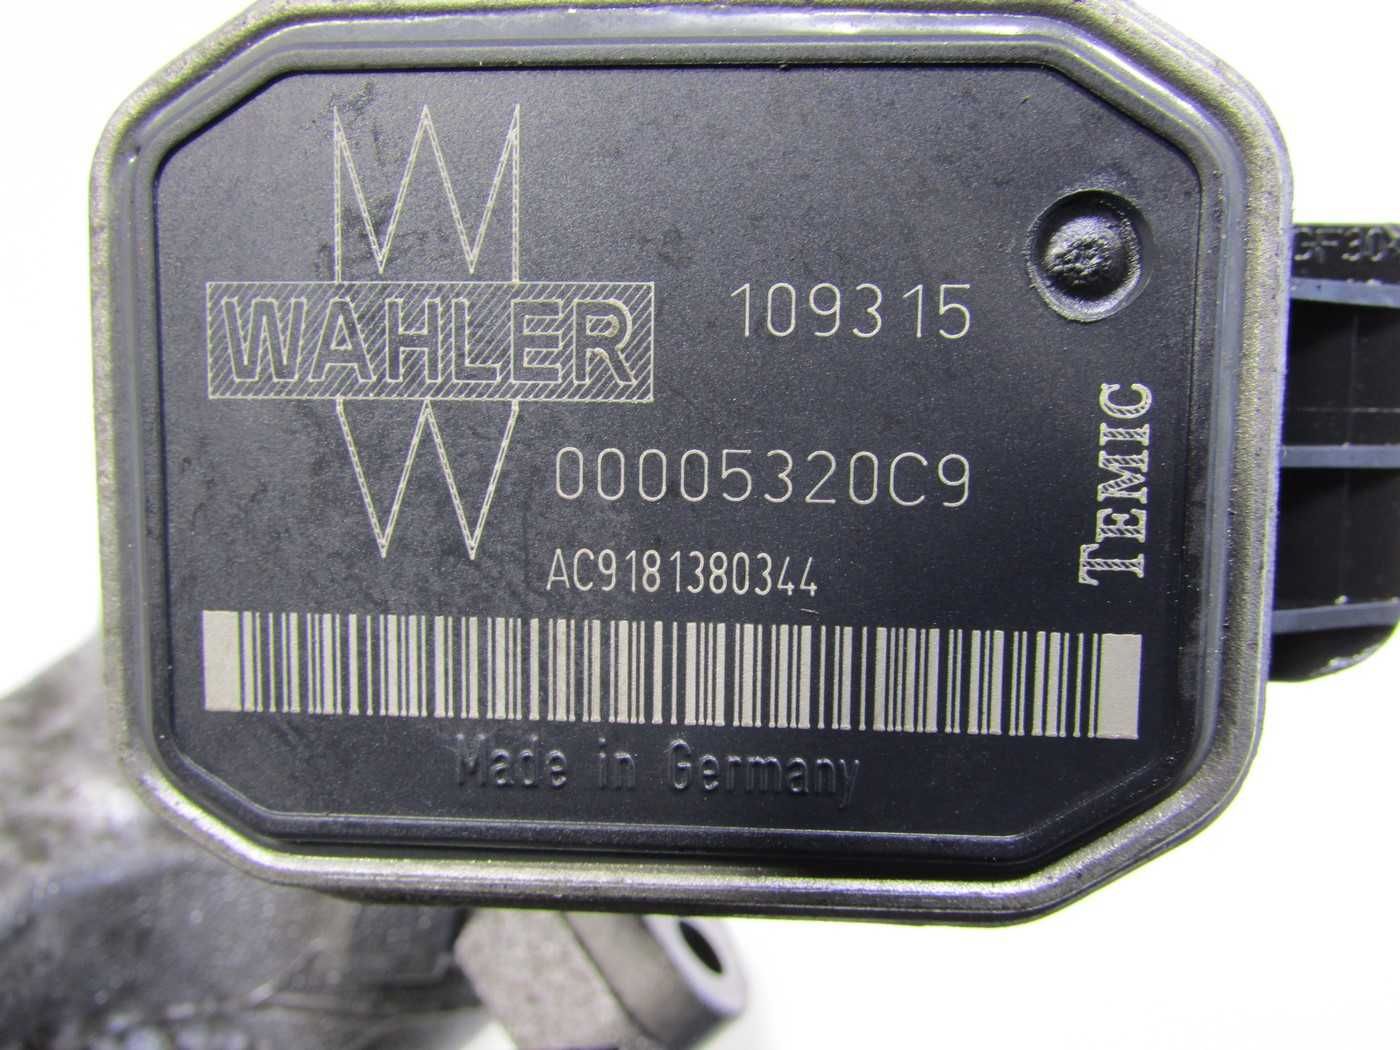 WAHLER
109315
00005320C9
AC9181380344
TEMIC
Made in Germany